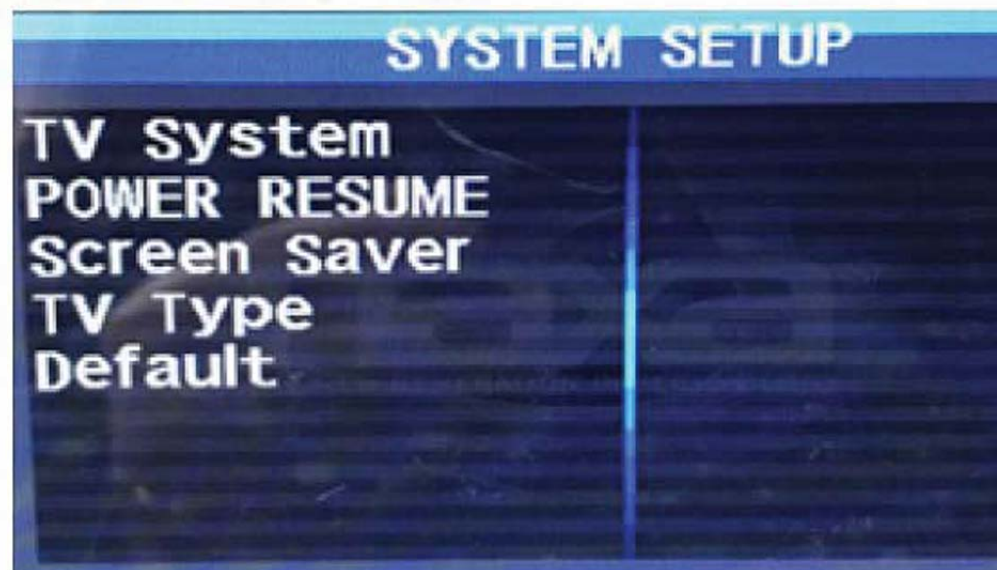 SYSTEM SETUP
TV System
POWER RESUME
Screen Saver
TV Type
Default